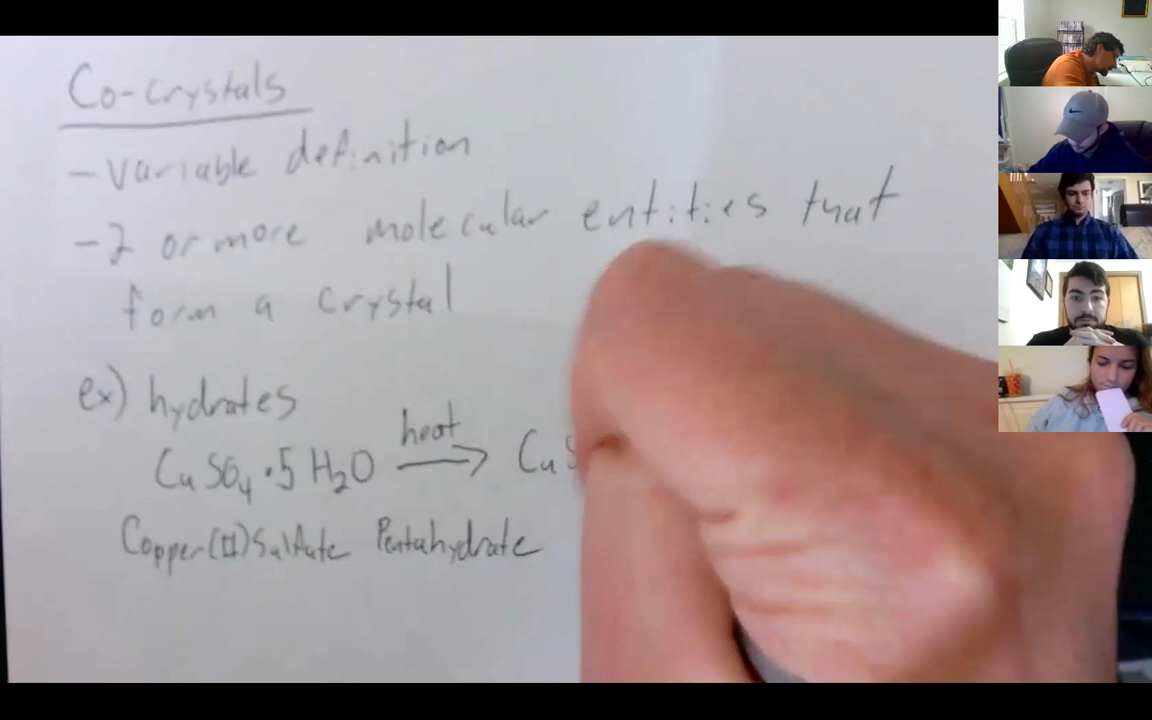 Co-crystals
- variable definition
- 2 or more molecular entities that
form a crystal
ex) hydrates
heat
CuSO4 · 5 H2O → CuS
Copper(II) Sulfate Pentahydrate